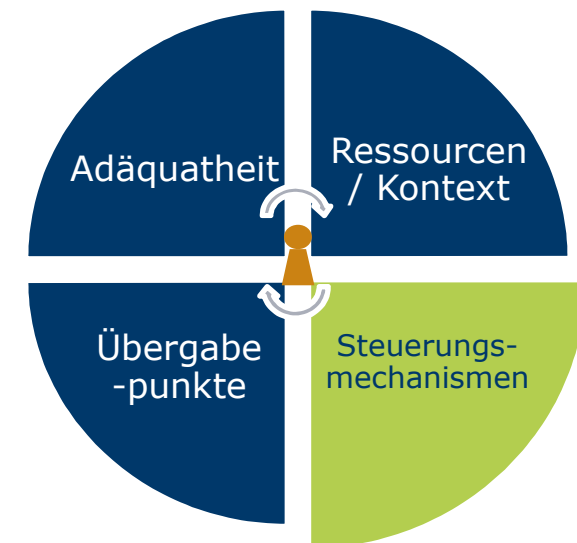 Adäquatheit
Ressourcen
/ Kontext
Übergabe
-punkte
Steuerungs-
mechanismen